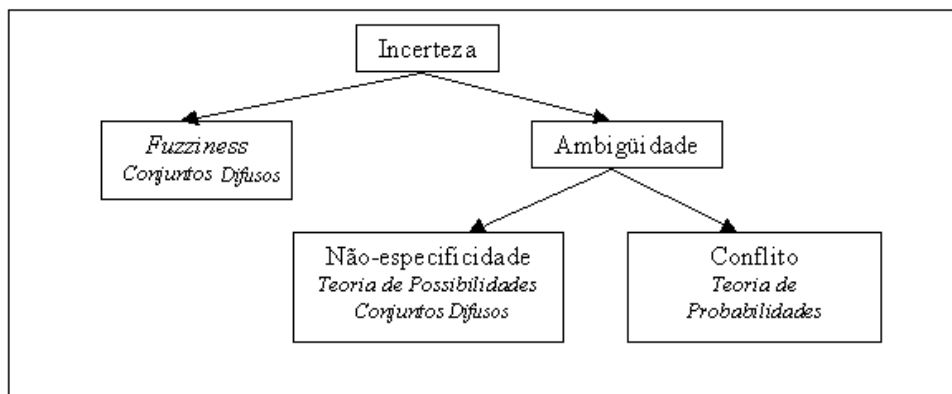 Incerteza
Fuzziness
Conjuntos Difusos
Ambigüidade
Não-especificidade
Teoria de Possibilidades
Conjuntos Difusos
Conflito
Teoria de
Probabilidades